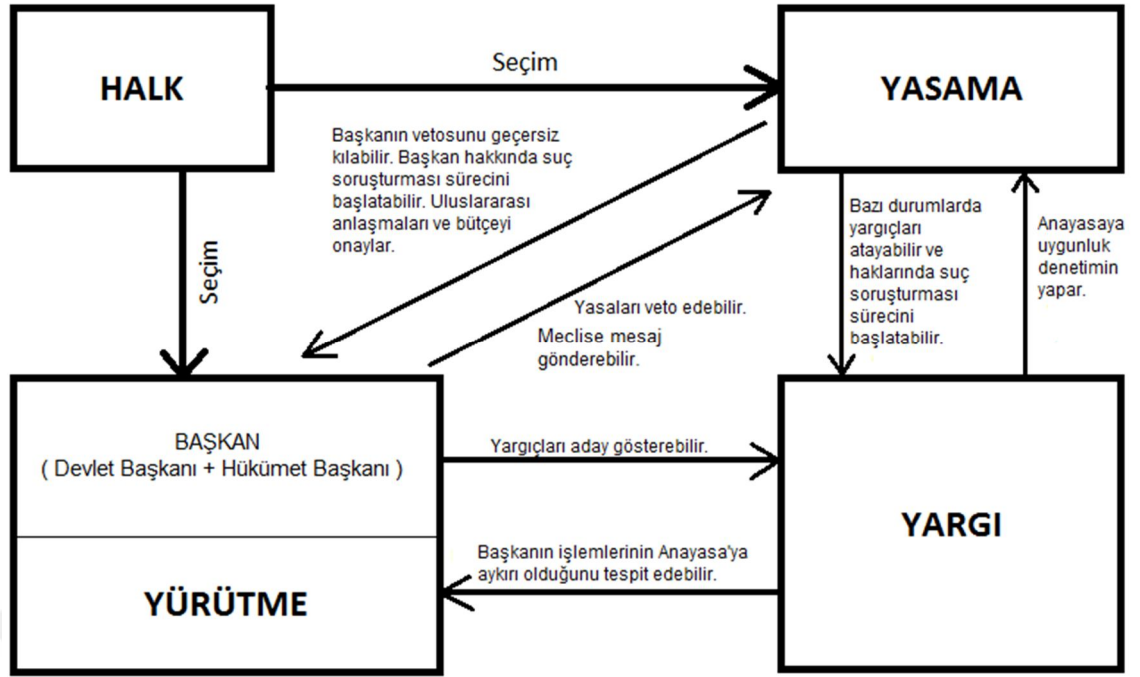 HALK
Seçim
YASAMA
Seçim
Başkanın vetosunu geçersiz
kılabilir. Başkan hakkında suç
soruşturması sürecini
başlatabilir. Uluslararası
anlaşmaları ve bütçeyi
onaylar.
Yasaları veto edebilir.
Meclise mesaj
gönderebilir.
Bazı durumlarda
yargıçları
atayabilir ve
haklarında suç
soruşturması
sürecini
başlatabilir.
Anayasaya
uygunluk
denetimin
yapar.
BAŞKAN
( Devlet Başkanı + Hükümet Başkanı )
YÜRÜTME
Yargıçları aday gösterebilir.
Başkanın işlemlerinin Anayasa'ya
aykırı olduğunu tespit edebilir.
YARGI